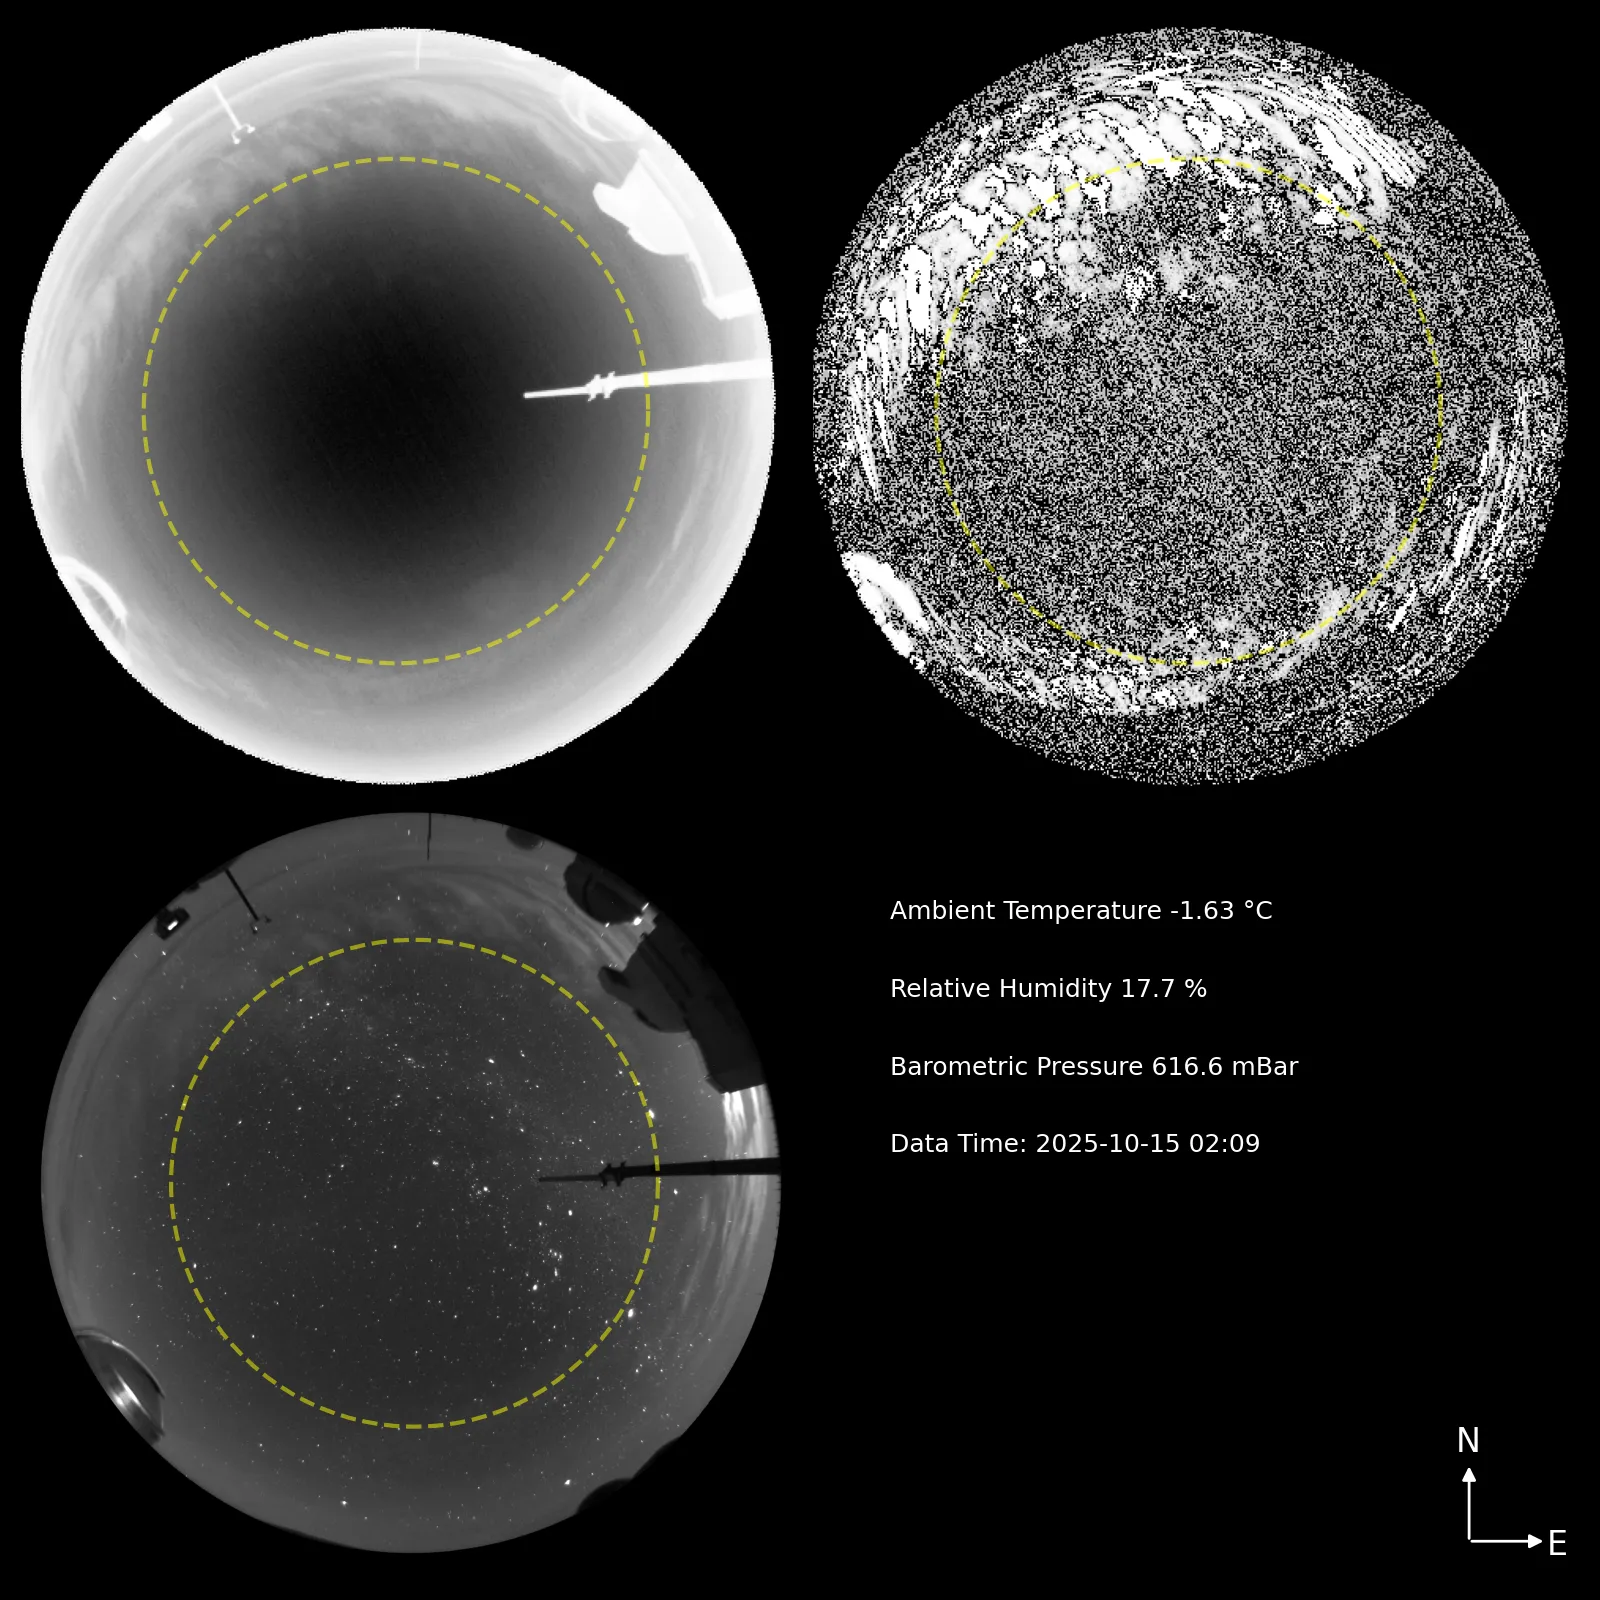 Ambient Temperature -1.63 °C
Relative Humidity 17.7 %
Barometric Pressure 616.6 mBar
Data Time: 2025-10-15 02:09
N
E